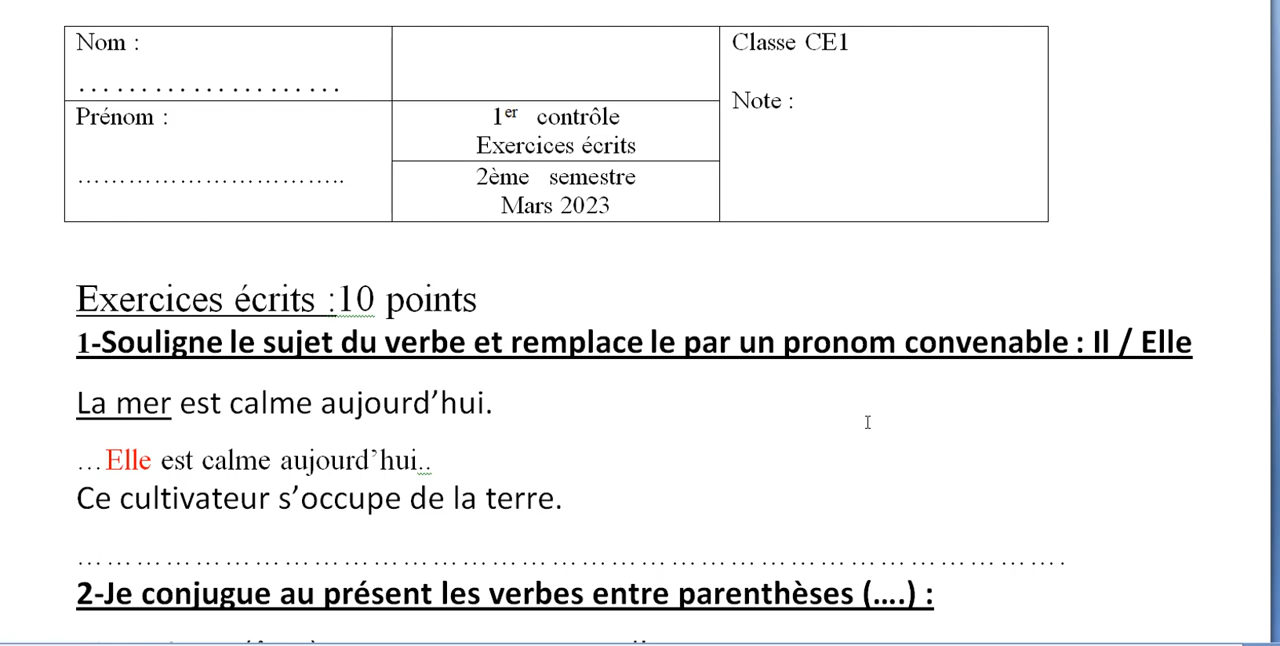 Nom :
.....................
Prénom :
…………………………..
1er contrôle
Exercices écrits
2ème semestre
Mars 2023
Classe CE1
Note :
Exercices écrits :10 points
1-Souligne le sujet du verbe et remplace le par un pronom convenable : Il / Elle
La mer est calme aujourd’hui.
…Elle est calme aujourd’hui..
Ce cultivateur s’occupe de la terre.
………………………………………………………………………………………….
2-Je conjugue au présent les verbes entre parenthèses (….) :